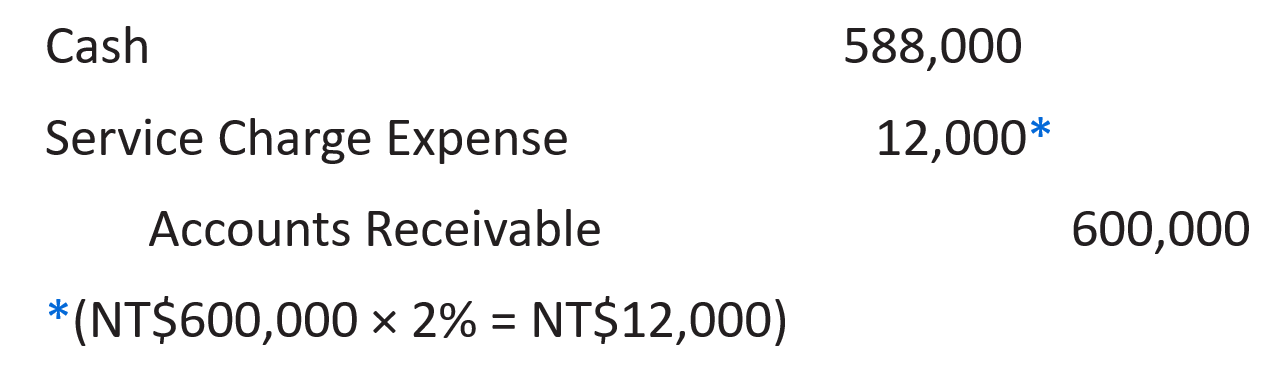 Cash 588,000
Service Charge Expense 12,000*
Accounts Receivable 600,000
*(NT$600,000 × 2% = NT$12,000)